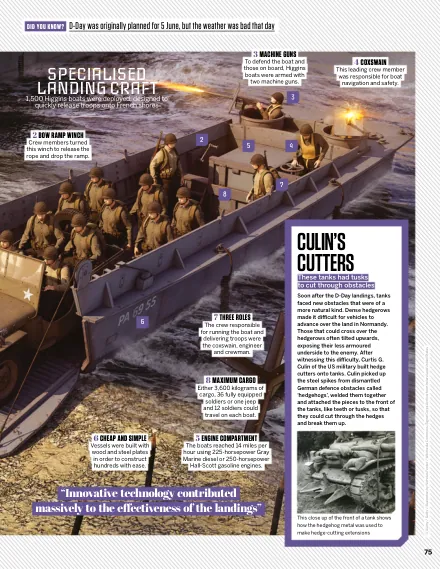 DID YOU KNOW? D-Day was originally planned for 5 June, but the weather was bad that day
SPECIALISED
LANDING CRAFT
1,500 Higgins boats were deployed, designed to
quickly release troops onto French shores
3 MACHINE GUNS
To defend the boat and
those on board, Higgins
boats were armed with
two machine guns.
4 COXSWAIN
This leading crew member
was responsible for boat
navigation and safety.
2 BOW RAMP WINCH
Crew members turned
this winch to release the
rope and drop the ramp.
3
2
5
4
7
8
6
PA 69 55
7 THREE ROLES
The crew responsible
for running the boat and
delivering troops were
the coxswain, engineer
and crewman.
8 MAXIMUM CARGO
Either 3,600 kilograms of
cargo, 36 fully equipped
soldiers or one jeep
and 12 soldiers could
travel on each boat.
6 CHEAP AND SIMPLE
Vessels were built with
wood and steel plates
in order to construct
hundreds with ease.
5 ENGINE COMPARTMENT
The boats reached 14 miles per
hour using 225-horsepower Gray
Marine diesel or 250-horsepower
Hall-Scott gasoline engines.
"Innovative technology contributed
massively to the effectiveness of the landings"
CULIN'S
CUTTERS
These tanks had tusks
to cut through obstacles
Soon after the D-Day landings, tanks
faced new obstacles that were of a
more natural kind. Dense hedgerows
made it difficult for vehicles to
advance over the land in Normandy.
Those that could cross over the
hedgerows often tilted upwards,
exposing their less armoured
underside to the enemy. After
witnessing this difficulty, Curtis G.
Culin of the US military built hedge
cutters onto tanks. Culin picked up
the steel spikes from dismantled
German defence obstacles called
'hedgehogs', welded them together
and attached the pieces to the front of
the tanks, like teeth or tusks, so that
they could cut through the hedges
and break them up.
This close up of the front of a tank shows
how the hedgehog metal was used to
make hedge-cutting extensions
75